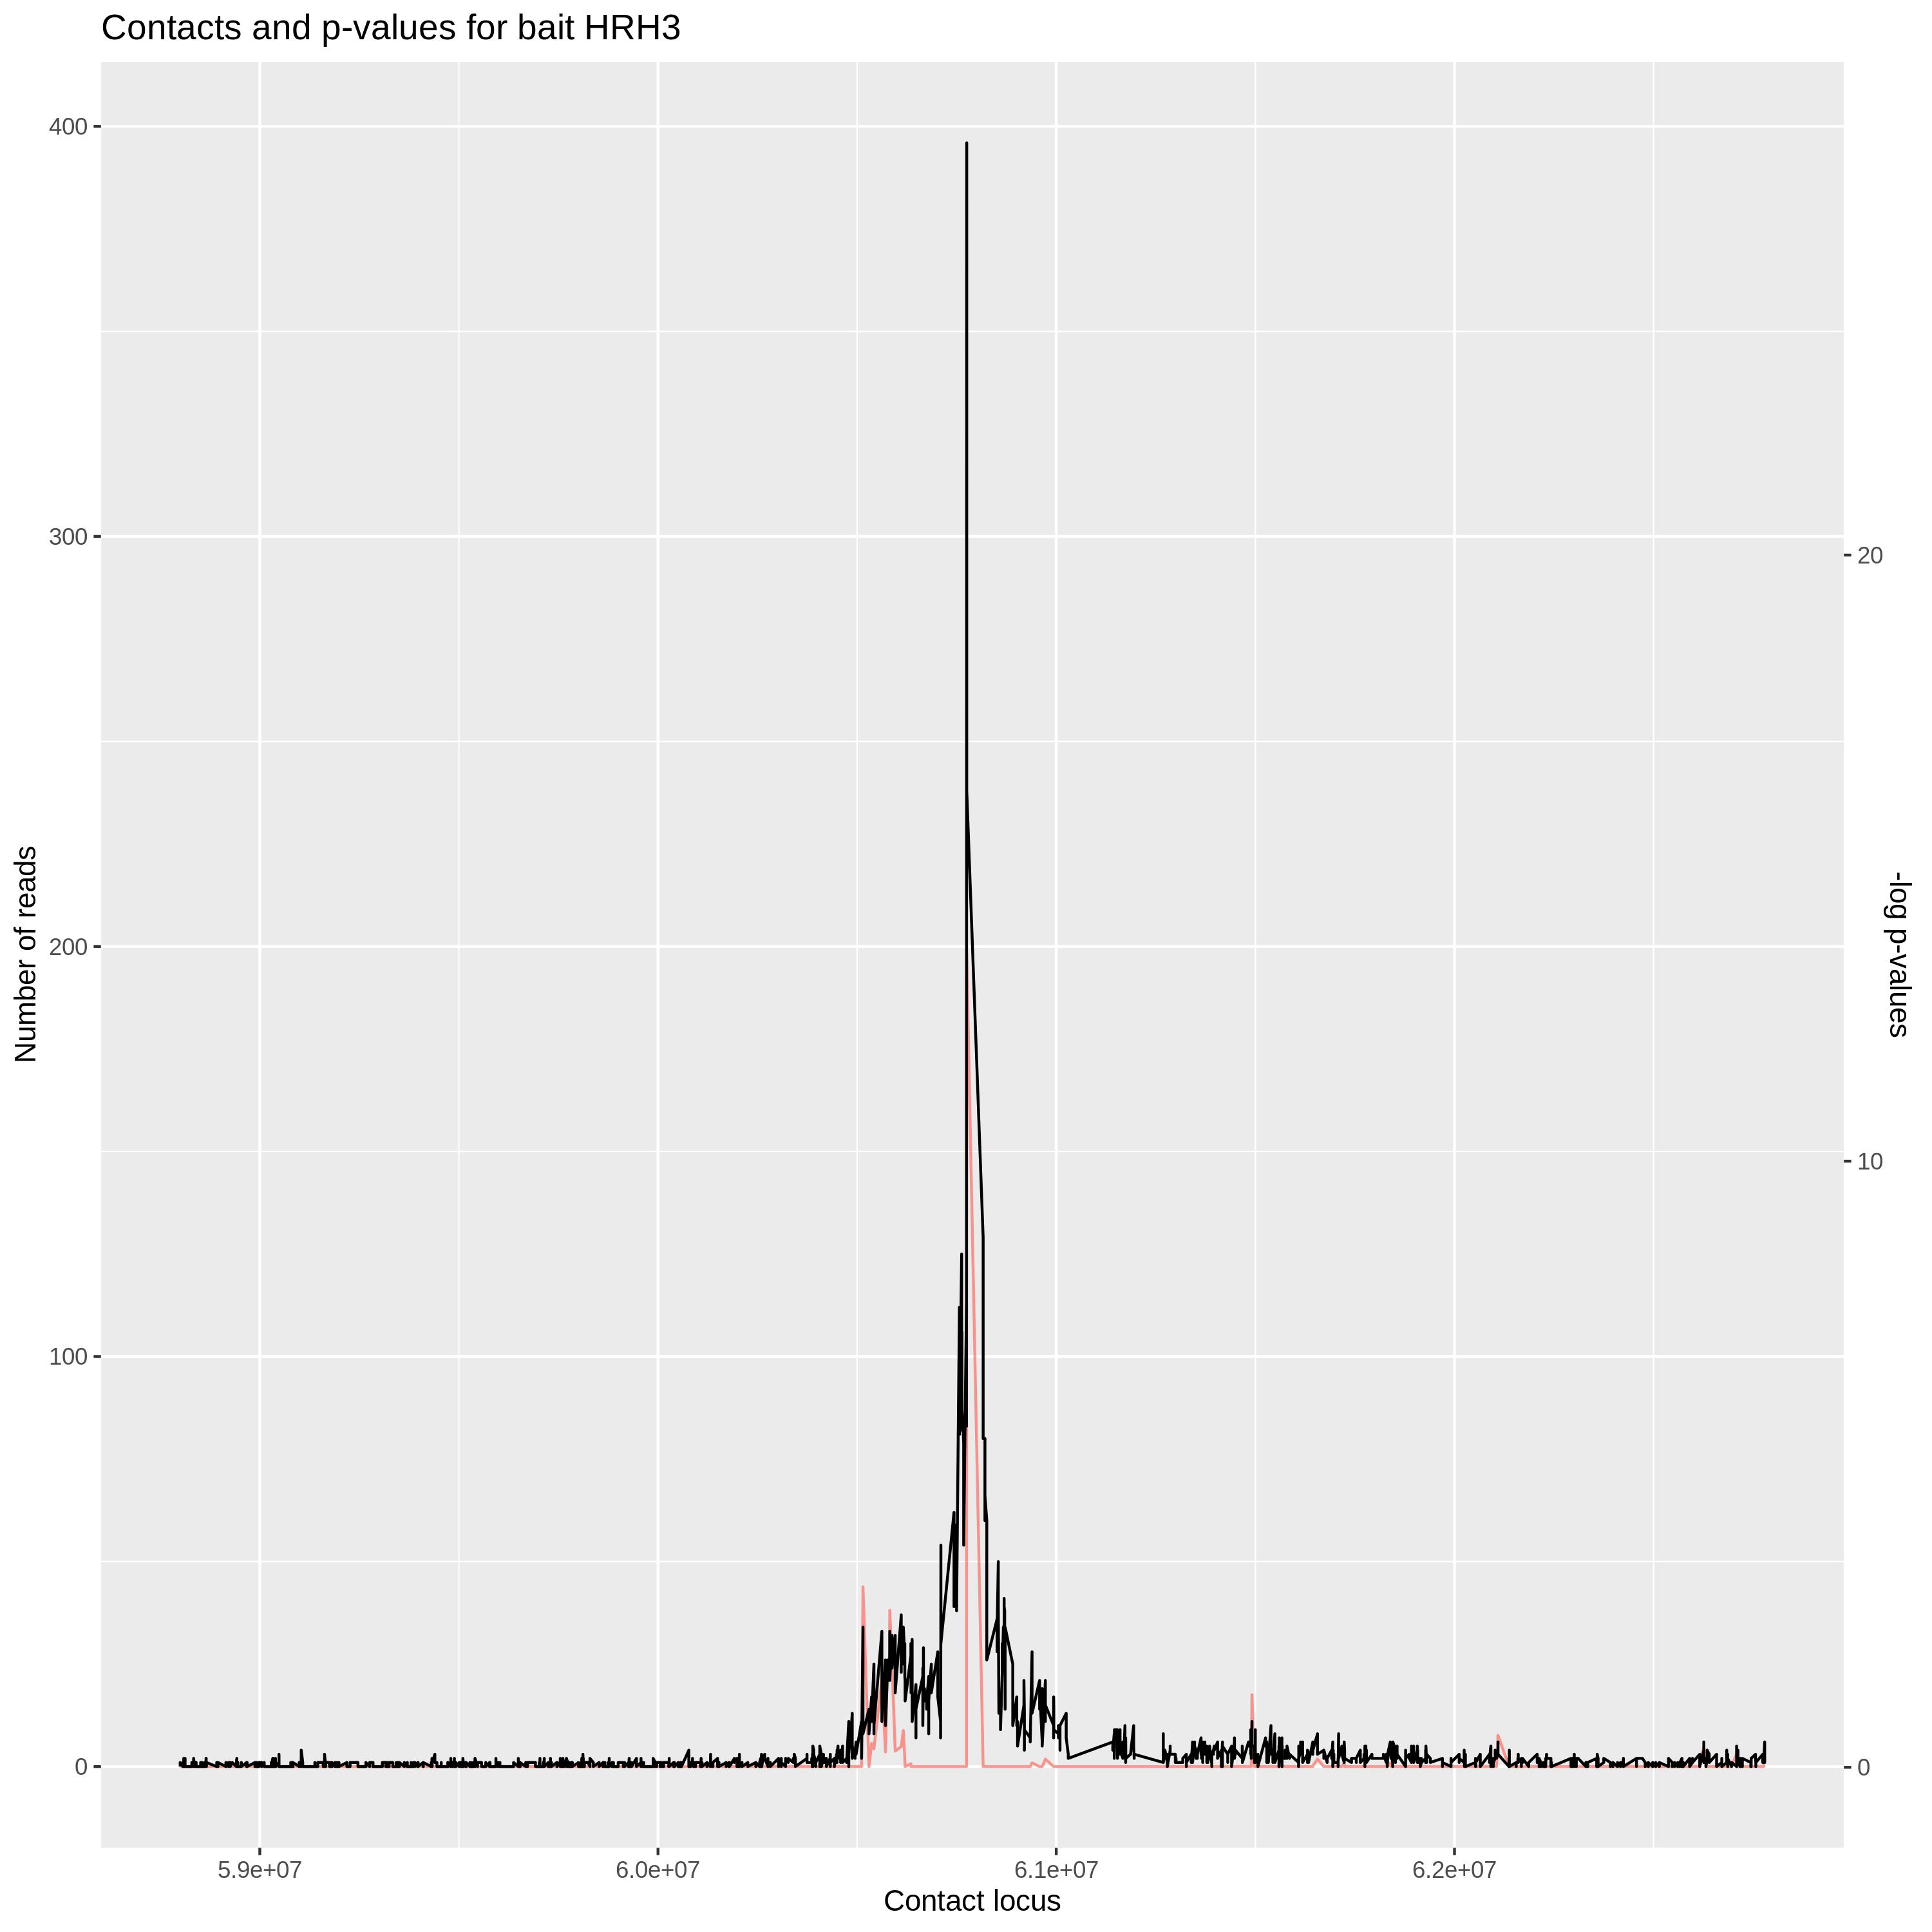 Contacts and p-values for bait HRH3
400
300
200
100
0
Number of reads
20
10
0
-log p-values
5.9e+07
6.0e+07
6.1e+07
6.2e+07
Contact locus